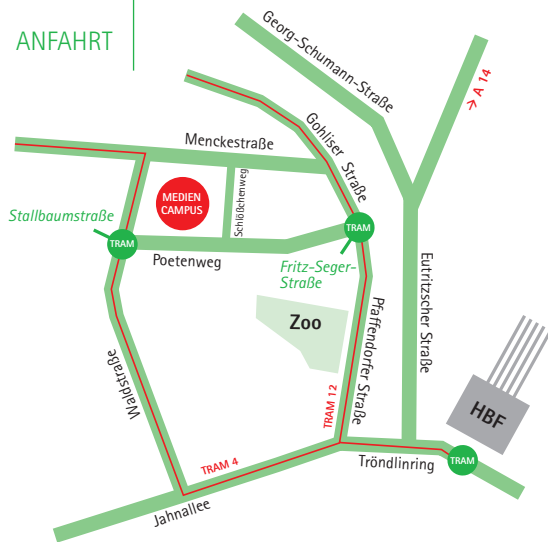 ANFAHRT
Georg-Schumann-Straße
> A 14
Gohliser Straße
Menckestraße
MEDIEN
CAMPUS
Schlößchenweg
Stallbaumstraße
TRAM
TRAM
Poetenweg
Fritz-Seger-
Straße
Eutritzscher Straße
Zoo
Pfaffendorfer Straße
Waldstraße
TRAM 12
HBF
TRAM 4
Tröndlinring
TRAM
Jahnallee